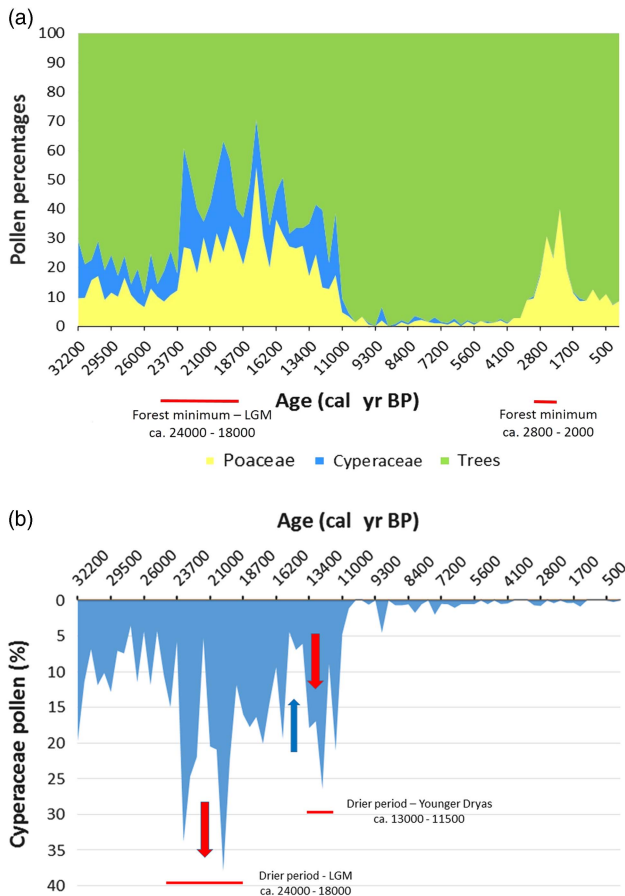 (a)
100
90
80
70
60
50
40
30
20
10
0
Pollen percentages
32200 29500 26000 23700 21000 18700 16200 13400 11000 9300 8400 7200 5600 4100 2800 1700 500
Age (cal yr BP)
Forest minimum – LGM
ca. 24000 - 18000
Forest minimum
ca. 2800 - 2000
Poaceae Cyperaceae Trees
(b)
Age (cal yr BP)
32200 29500 26000 23700 21000 18700 16200 13400 11000 9300 8400 7200 5600 4100 2800 1700 500
0
5
10
15
20
25
30
35
40
Cyperaceae pollen (%)
Drier period – Younger Dryas
ca. 13000 - 11500
Drier period - LGM
ca. 24000 - 18000